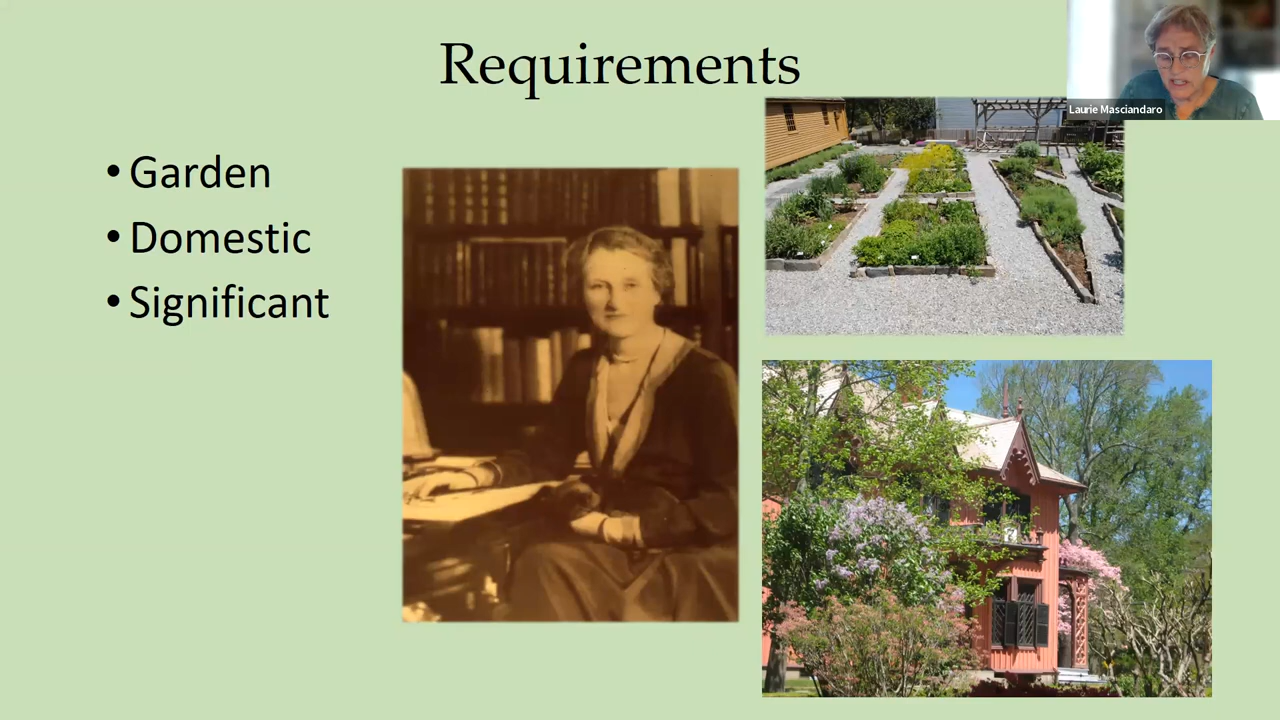 Requirements
Laurie Masciandaro
• Garden
• Domestic
• Significant